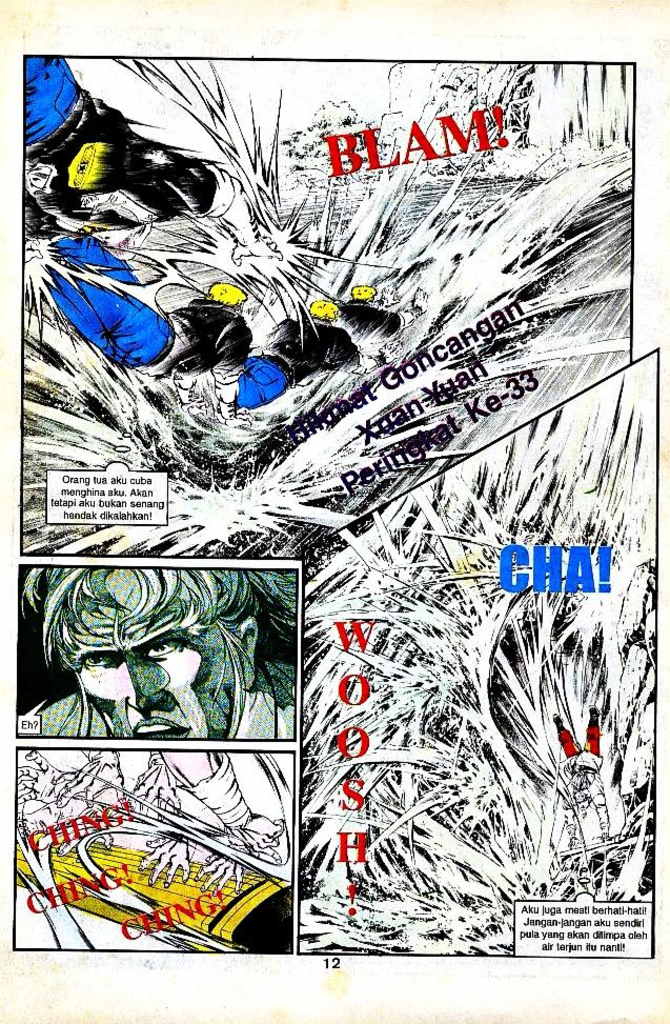 BLAM!
Hikmat Goncangan
Xuan-Xuan
Peringkat Ke-33
Orang tua aku cuba
menghina aku. Akan
tetapi aku bukan senang
hendak dikalahkan!
CHA!
WOOSH!
Eh?
CHING!
CHING!
CHING!
Aku juga mesti berhati-hati!
Jangan-jangan aku sendiri
pula yang akan ditimpa oleh
air terjun itu nanti!
12